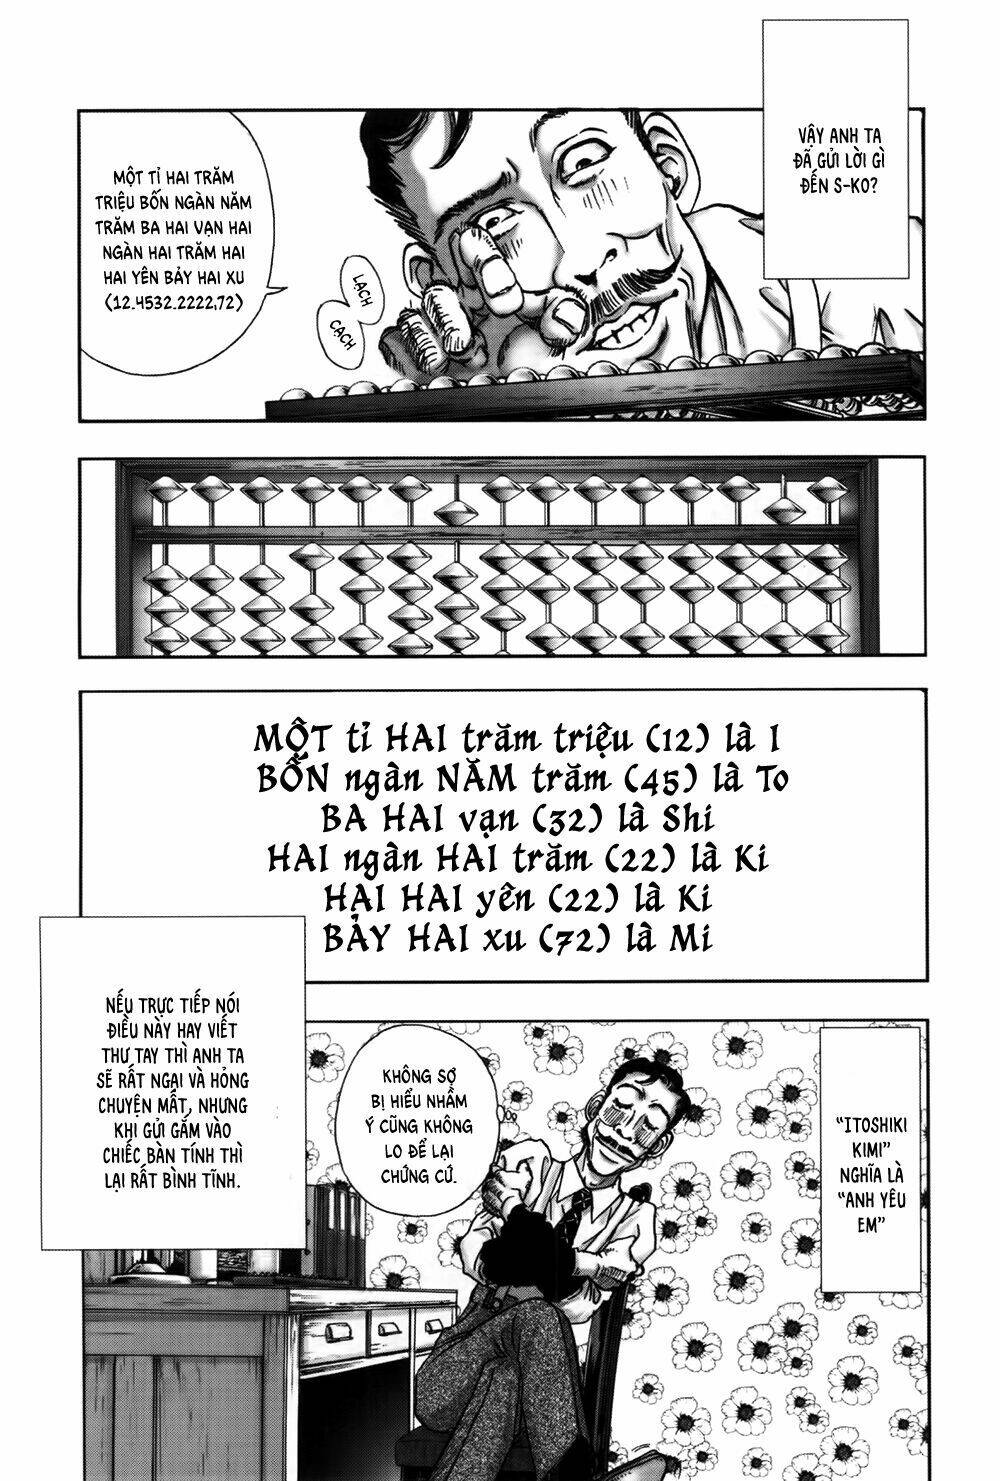 VẬY ANH TA
ĐÃ GỬI LỜI GÌ
ĐẾN S-KO?
MỘT TỈ HAI TRĂM
TRIỆU BỐN NGÀN NĂM
TRĂM BA HAI VẠN HAI
NGÀN HAI TRĂM HAI
HAI YÊN BẢY HAI XU
(12.4532.2222,72)
LẠCH
CẠCH
MỘT tỉ HAI trăm triệu (12) là I
BỐN ngàn NĂM trăm (45) là To
BA HAI vạn (32) là Shi
HAI ngàn HAI trăm (22) là Ki
HAI HAI yên (22) là Ki
BẢY HAI xu (72) là Mi
NẾU TRỰC TIẾP NÓI
ĐIỀU NÀY HAY VIẾT
THƯ TAY THÌ ANH TA
SẼ RẤT NGẠI VÀ HỎNG
CHUYỆN MẤT, NHƯNG
KHI GỬI GẮM VÀO
CHIẾC BÀN TÍNH THÌ
LẠI RẤT BÌNH TĨNH.
KHÔNG SỢ
BỊ HIỂU NHẦM
Ý CŨNG KHÔNG
LO ĐỂ LẠI
CHỨNG CỨ.
"ITOSHIKI
KIMI"
NGHĨA LÀ
"ANH YÊU
EM"